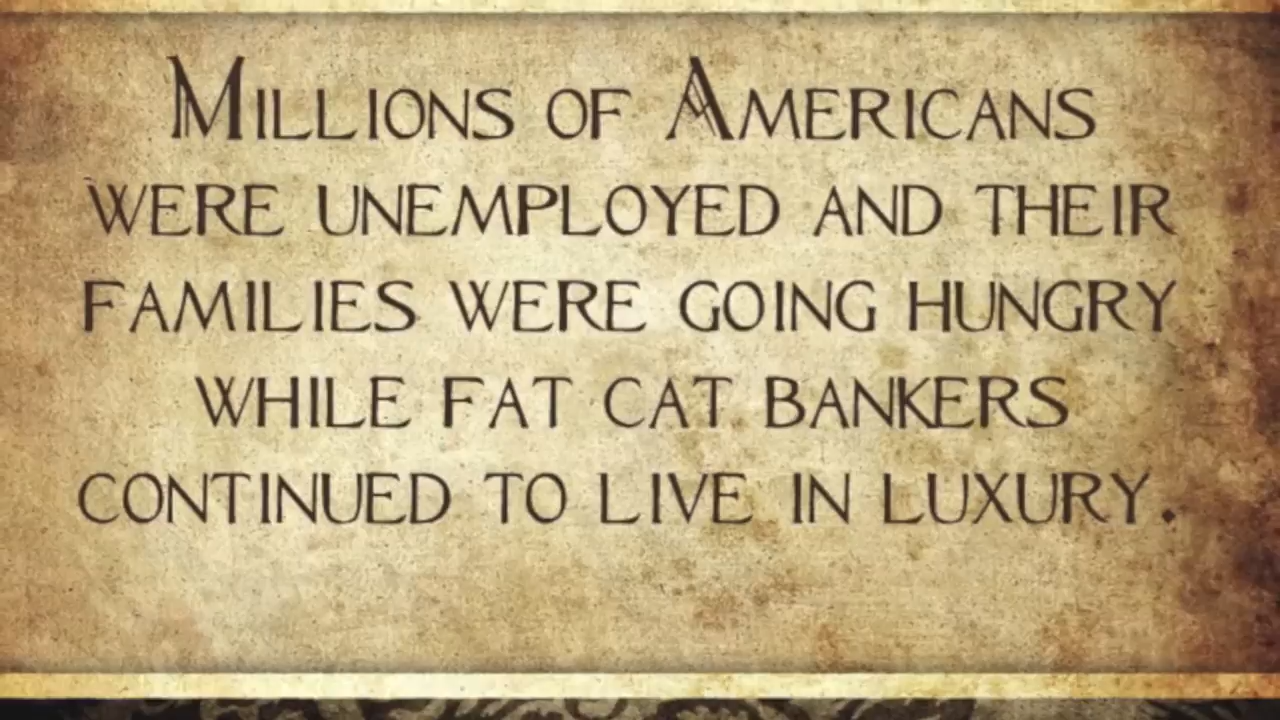 Millions of Americans
were unemployed and their
families were going hungry
while fat cat bankers
continued to live in luxury.